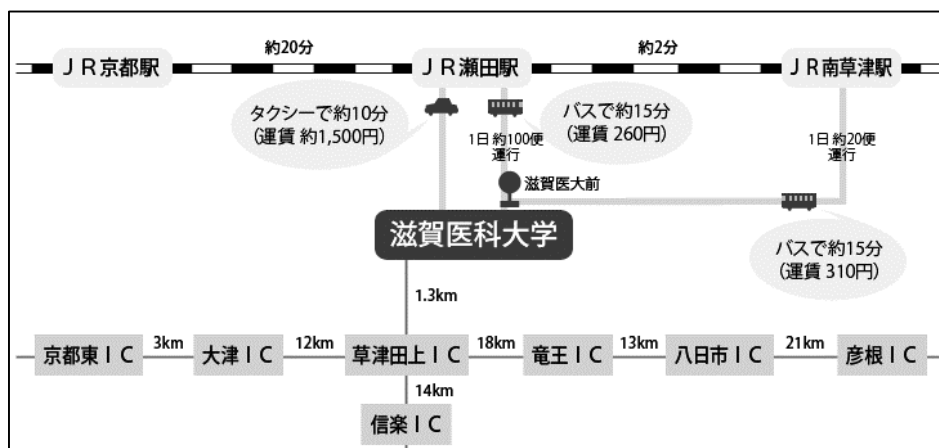 約20分
約2分
ＪＲ京都駅
ＪＲ瀬田駅
ＪＲ南草津駅
タクシーで約10分
（運賃 約1,500円）
バスで約15分
（運賃 260円）
1日 約100便
運行
1日 約20便
運行
滋賀医大前
滋賀医科大学
バスで約15分
（運賃 310円）
1.3km
京都東ＩＣ
3km
大津ＩＣ
12km
草津田上ＩＣ
18km
竜王ＩＣ
13km
八日市ＩＣ
21km
彦根ＩＣ
14km
信楽ＩＣ